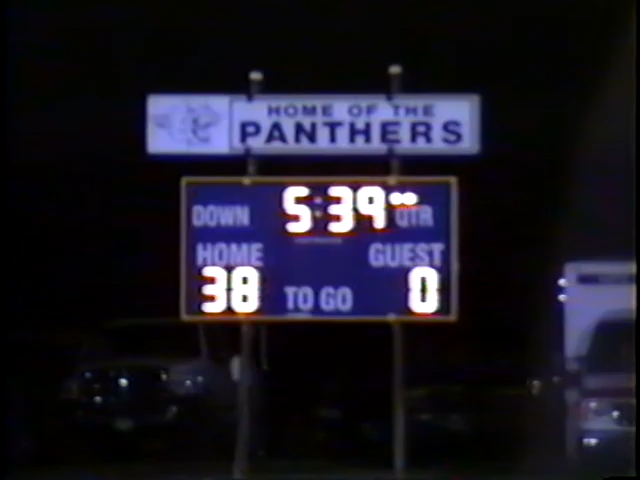 HOME OF THE
PANTHERS
5:39
DOWN QTR
HOME GUEST
38 TO GO 0